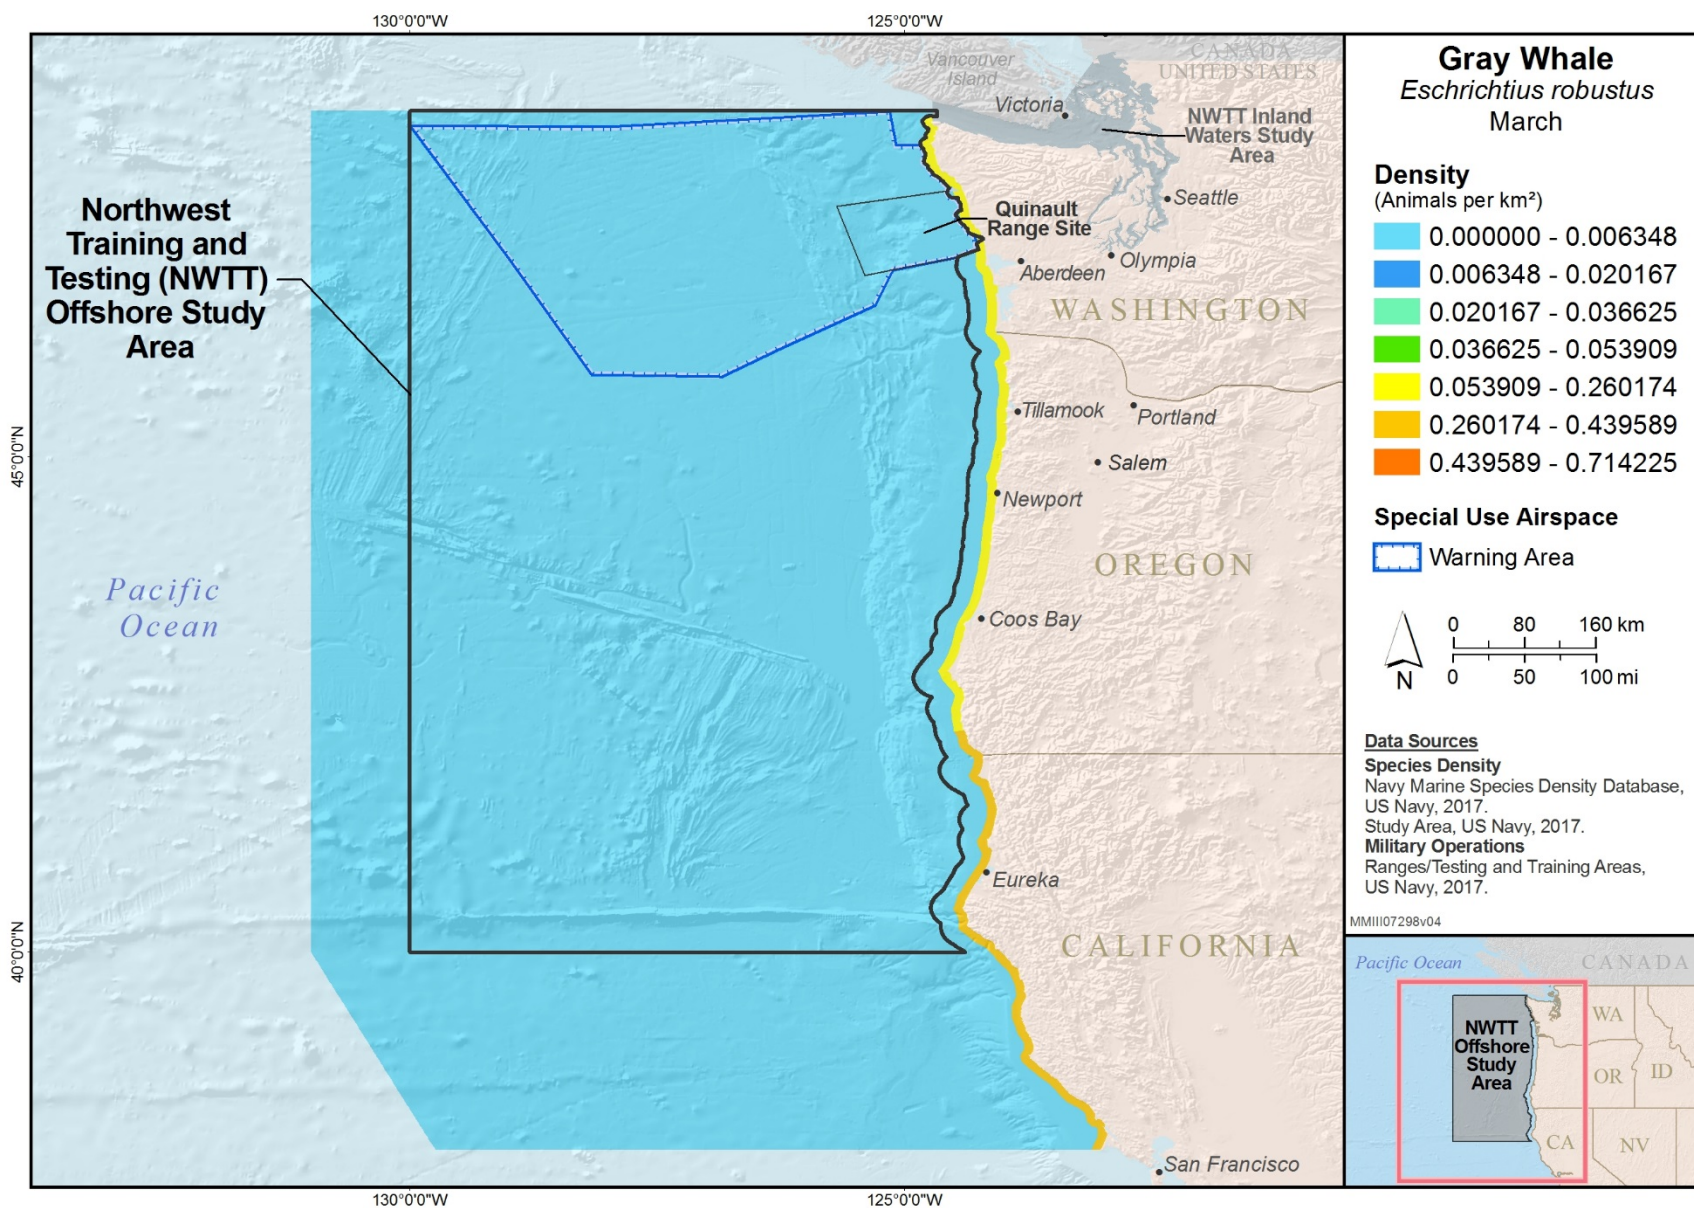 130°0'0"W
125°0'0"W
Gray Whale
Eschrichtius robustus
March
Density
(Animals per km²)
0.000000 - 0.006348
0.006348 - 0.020167
0.020167 - 0.036625
0.036625 - 0.053909
0.053909 - 0.260174
0.260174 - 0.439589
0.439589 - 0.714225
Special Use Airspace
Warning Area
0 80 160 km
N
0 50 100 mi
Data Sources
Species Density
Navy Marine Species Density Database,
US Navy, 2017.
Study Area, US Navy, 2017.
Military Operations
Ranges/Testing and Training Areas,
US Navy, 2017.
MMIII07298v04
Vancouver
Island
CANADA
UNITED STATES
Victoria
NWTT Inland
Waters Study
Area
Seattle
Northwest
Training and
Testing (NWTT)
Offshore Study
Area
Quinault
Range Site
Aberdeen
Olympia
WASHINGTON
Tillamook
Portland
45°0'0"N
Salem
Newport
OREGON
Pacific
Ocean
Coos Bay
Eureka
CALIFORNIA
40°0'0"N
San Francisco
130°0'0"W
125°0'0"W
Pacific Ocean
CANADA
NWTT
Offshore
Study
Area
WA
OR
ID
CA
NV